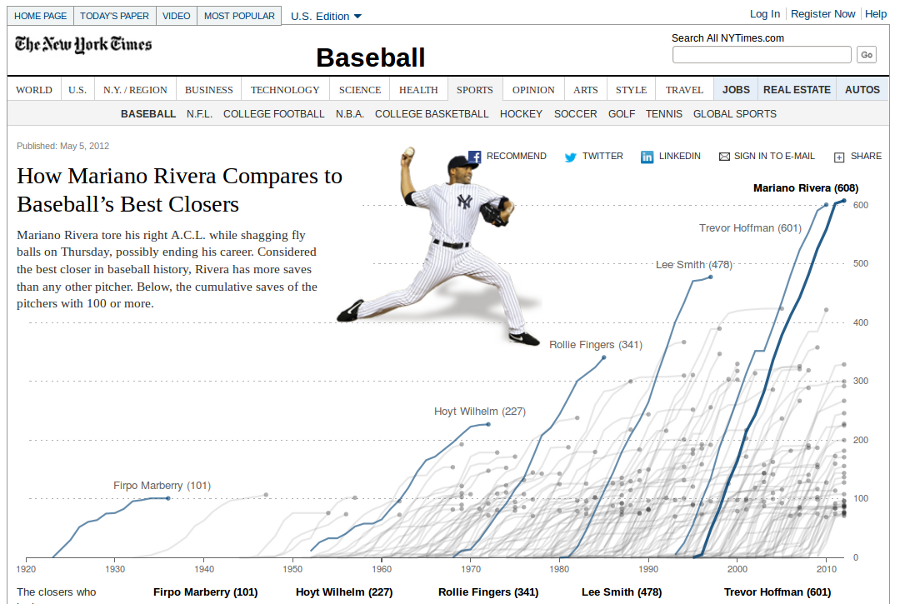 HOME PAGE TODAY'S PAPER VIDEO MOST POPULAR U.S. Edition
Log In Register Now Help
The New York Times
Baseball
Search All NYTimes.com
Go
WORLD U.S. N.Y. / REGION BUSINESS TECHNOLOGY SCIENCE HEALTH SPORTS OPINION ARTS STYLE TRAVEL JOBS REAL ESTATE AUTOS
BASEBALL N.F.L. COLLEGE FOOTBALL N.B.A. COLLEGE BASKETBALL HOCKEY SOCCER GOLF TENNIS GLOBAL SPORTS
Published: May 5, 2012
RECOMMEND TWITTER LINKEDIN SIGN IN TO E-MAIL SHARE
How Mariano Rivera Compares to
Baseball's Best Closers
Mariano Rivera tore his right A.C.L. while shagging fly
balls on Thursday, possibly ending his career. Considered
the best closer in baseball history, Rivera has more saves
than any other pitcher. Below, the cumulative saves of the
pitchers with 100 or more.
Mariano Rivera (608)
600
Trevor Hoffman (601)
500
Lee Smith (478)
400
Rollie Fingers (341)
300
Hoyt Wilhelm (227)
200
Firpo Marberry (101)
100
0
1920 1930 1940 1950 1960 1970 1980 1990 2000 2010
The closers who
Firpo Marberry (101) Hoyt Wilhelm (227) Rollie Fingers (341) Lee Smith (478) Trevor Hoffman (601)